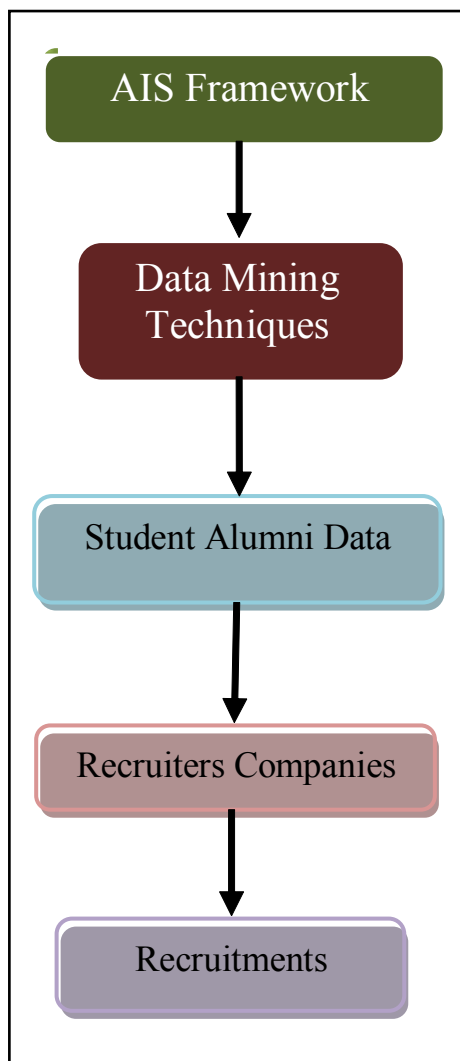 AIS Framework
Data Mining
Techniques
Student Alumni Data
Recruiters Companies
Recruitments